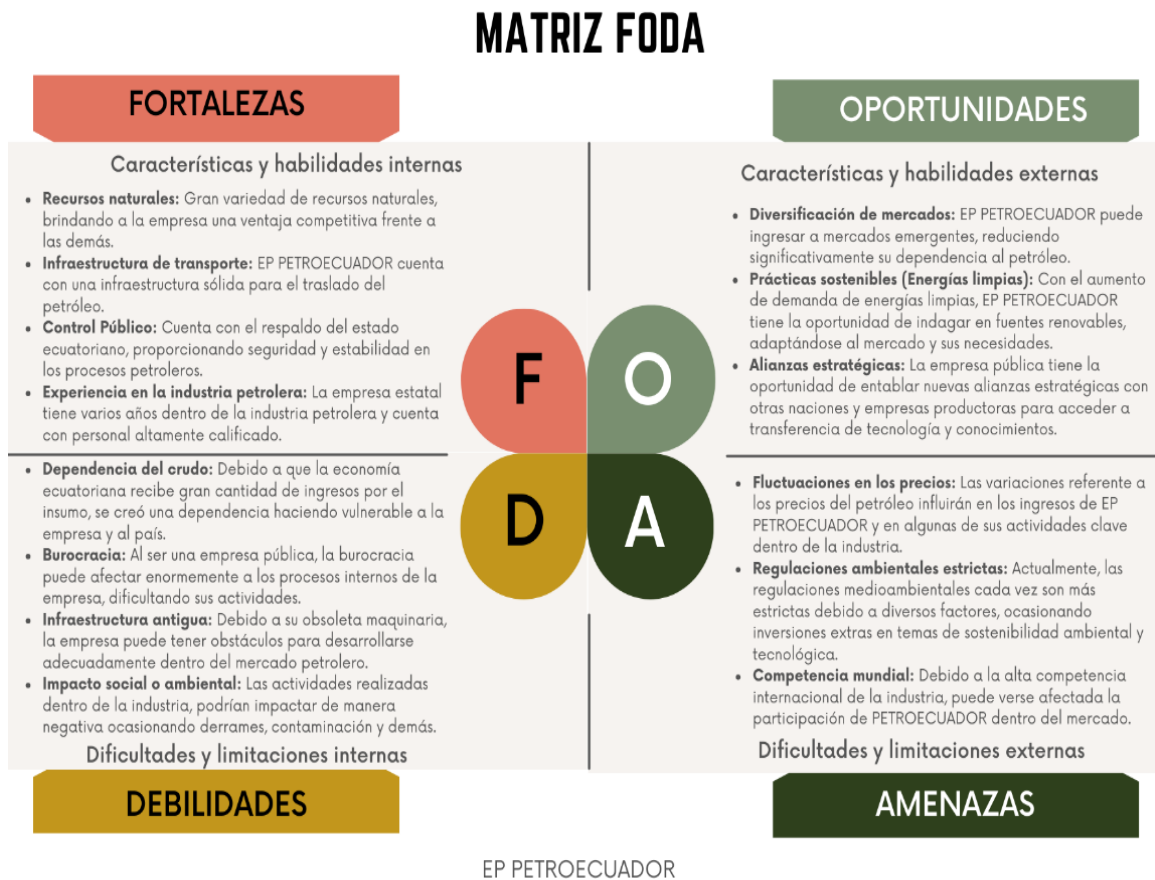 MATRIZ FODA
FORTALEZAS
Características y habilidades internas
• Recursos naturales: Gran variedad de recursos naturales,
brindando a la empresa una ventaja competitiva frente a
las demás.
• Infraestructura de transporte: EP PETROECUADOR cuenta
con una infraestructura sólida para el traslado del
petróleo.
• Control Público: Cuenta con el respaldo del estado
ecuatoriano, proporcionando seguridad y estabilidad en
los procesos petroleros.
• Experiencia en la industria petrolera: La empresa estatal
tiene varios años dentro de la industria petrolera y cuenta
con personal altamente calificado.
OPORTUNIDADES
Características y habilidades externas
• Diversificación de mercados: EP PETROECUADOR puede
ingresar a mercados emergentes, reduciendo
significativamente su dependencia al petróleo.
• Prácticas sostenibles (Energías limpias): Con el aumento
de demanda de energías limpias, EP PETROECUADOR
tiene la oportunidad de indagar en fuentes renovables,
adaptándose al mercado y sus necesidades.
• Alianzas estratégicas: La empresa pública tiene la
oportunidad de entablar nuevas alianzas estratégicas con
otras naciones y empresas productoras para acceder a
transferencia de tecnología y conocimientos.
F
O
D
A
• Dependencia del crudo: Debido a que la economía
ecuatoriana recibe gran cantidad de ingresos por el
insumo, se creó una dependencia haciendo vulnerable a la
empresa y al país.
• Burocracia: Al ser una empresa pública, la burocracia
puede afectar enormemente a los procesos internos de la
empresa, dificultando sus actividades.
• Infraestructura antigua: Debido a su obsoleta maquinaria,
la empresa puede tener obstáculos para desarrollarse
adecuadamente dentro del mercado petrolero.
• Impacto social o ambiental: Las actividades realizadas
dentro de la industria, podrían impactar de manera
negativa ocasionando derrames, contaminación y demás.
Dificultades y limitaciones internas
DEBILIDADES
• Fluctuaciones en los precios: Las variaciones referente a
los precios del petróleo influirán en los ingresos de EP
PETROECUADOR y en algunas de sus actividades clave
dentro de la industria.
• Regulaciones ambientales estrictas: Actualmente, las
regulaciones medioambientales cada vez son más
estrictas debido a diversos factores, ocasionando
inversiones extras en temas de sostenibilidad ambiental y
tecnológica.
• Competencia mundial: Debido a la alta competencia
internacional de la industria, puede verse afectada la
participación de PETROECUADOR dentro del mercado.
Dificultades y limitaciones externas
AMENAZAS
EP PETROECUADOR